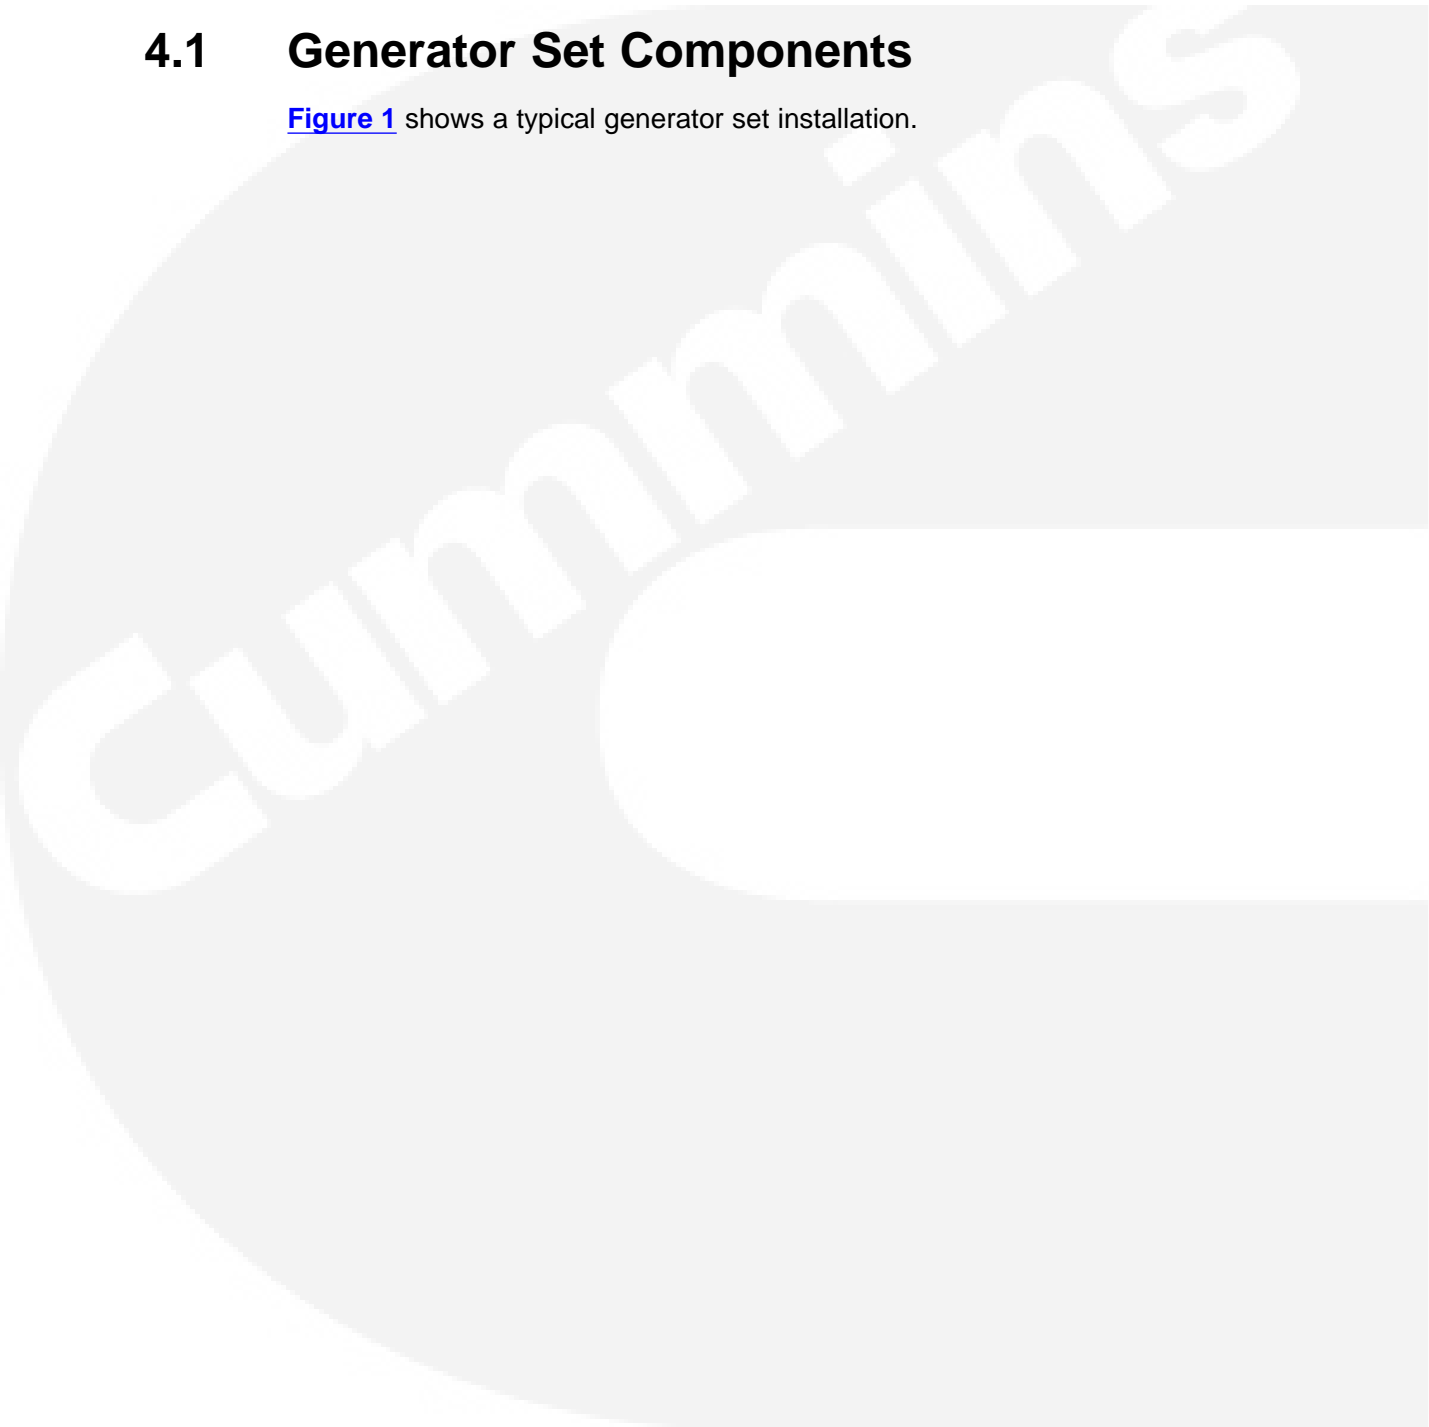 4.1 Generator Set Components
Figure 1 shows a typical generator set installation.
Cummins